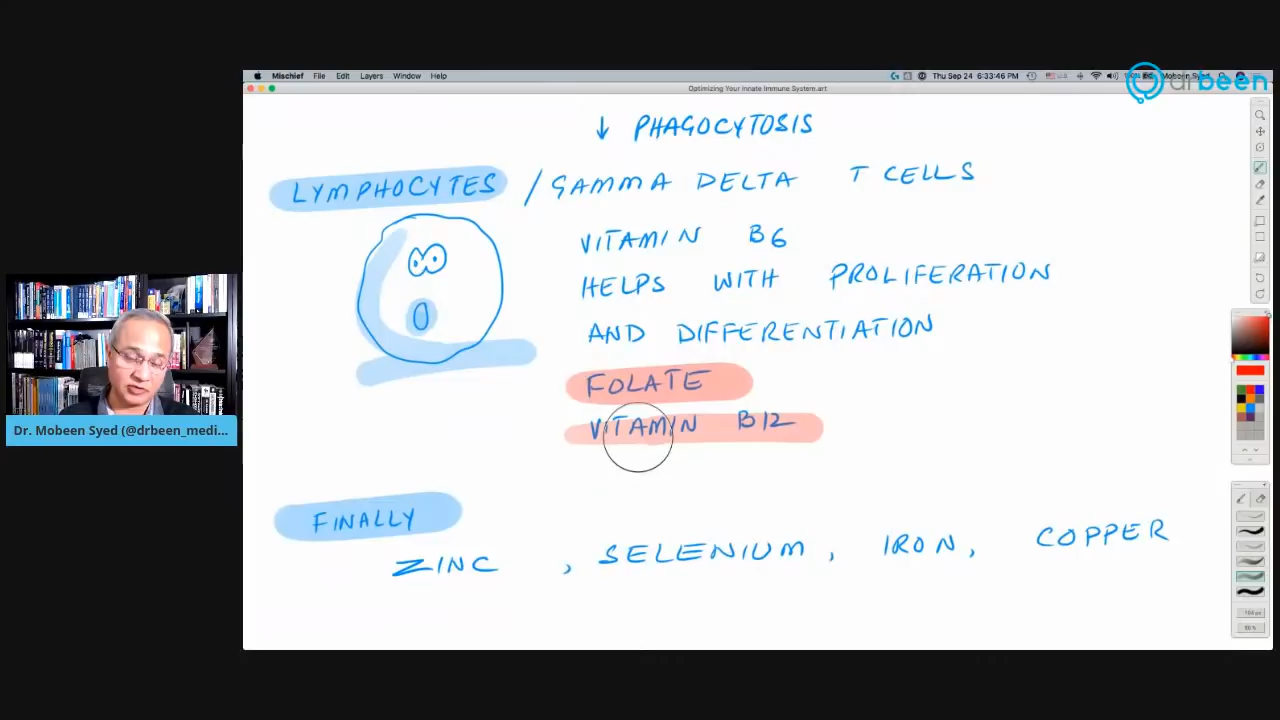 Mischief File Edit Layers Window Help
Thu Sep 24 6:33:46 PM Mobeen Syed
drbeen
Optimizing Your Innate Immune System.art
↓ PHAGOCYTOSIS
LYMPHOCYTES / GAMMA DELTA T CELLS
VITAMIN B6
HELPS WITH PROLIFERATION
AND DIFFERENTIATION
FOLATE
VITAMIN B12
Dr. Mobeen Syed (@drbeen_medi...
FINALLY
ZINC , SELENIUM , IRON , COPPER